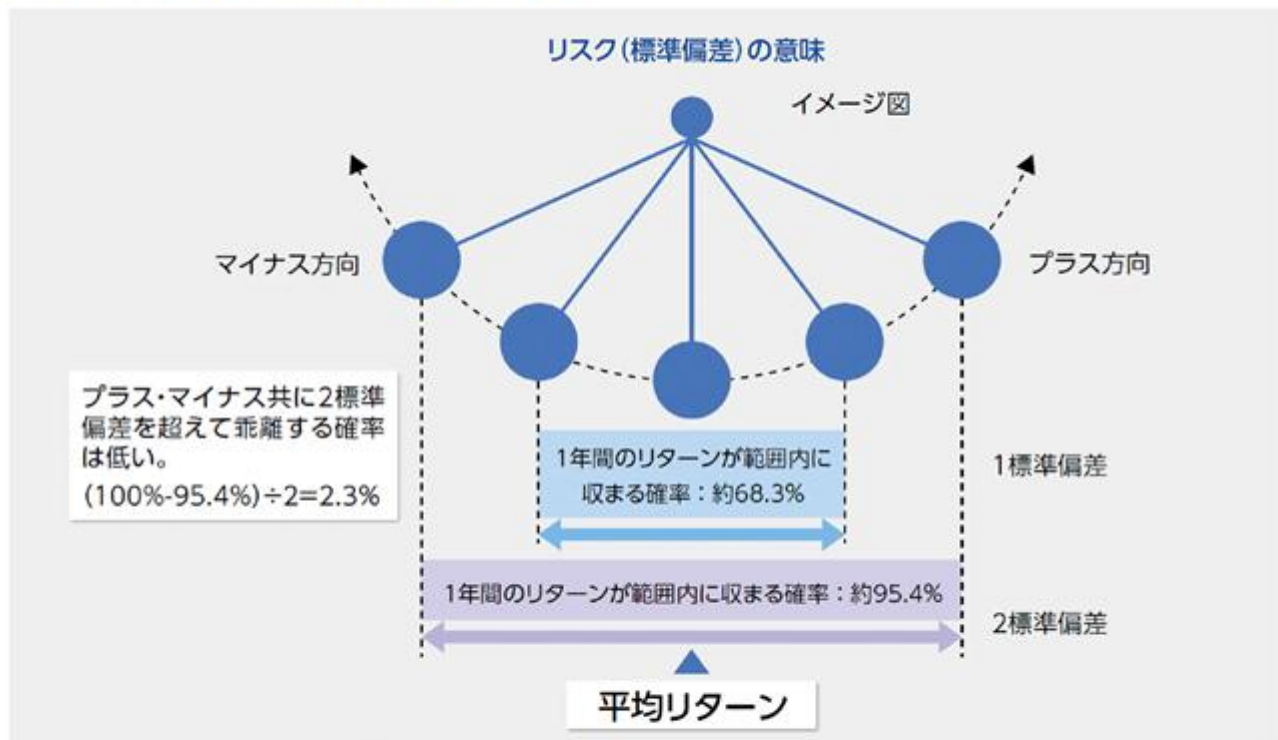 リスク(標準偏差)の意味
イメージ図
マイナス方向
プラス方向
プラス・マイナス共に2標準
偏差を超えて乖離する確率
は低い。
(100%-95.4%)÷2=2.3%
1年間のリターンが範囲内に
収まる確率：約68.3%
1標準偏差
1年間のリターンが範囲内に収まる確率：約95.4%
2標準偏差
平均リターン